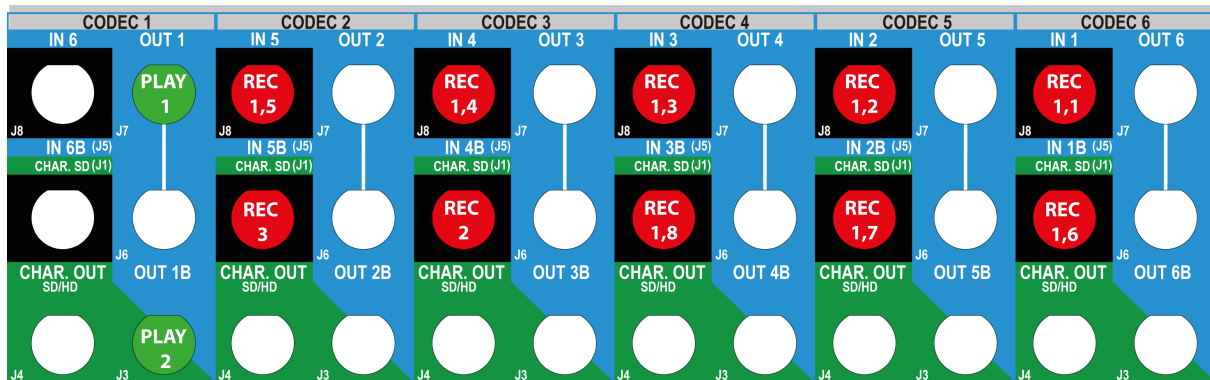 CODEC 1 CODEC 2 CODEC 3 CODEC 4 CODEC 5 CODEC 6
IN 6 OUT 1 IN 5 OUT 2 IN 4 OUT 3 IN 3 OUT 4 IN 2 OUT 5 IN 1 OUT 6
PLAY REC REC REC REC REC
1 1,5 1,4 1,3 1,2 1,1
J8 J7 J8 J7 J8 J7 J8 J7 J8 J7 J8 J7
IN 6B (J5) IN 5B (J5) IN 4B (J5) IN 3B (J5) IN 2B (J5) IN 1B (J5)
CHAR. SD (J1) CHAR. SD (J1) CHAR. SD (J1) CHAR. SD (J1) CHAR. SD (J1) CHAR. SD (J1)
REC REC REC REC REC
3 2 1,8 1,7 1,6
J6 J6 J6 J6 J6 J6
CHAR. OUT OUT 1B CHAR. OUT OUT 2B CHAR. OUT OUT 3B CHAR. OUT OUT 4B CHAR. OUT OUT 5B CHAR. OUT OUT 6B
SD/HD SD/HD SD/HD SD/HD SD/HD SD/HD
PLAY
2
J4 J3 J4 J3 J4 J3 J4 J3 J4 J3 J4 J3